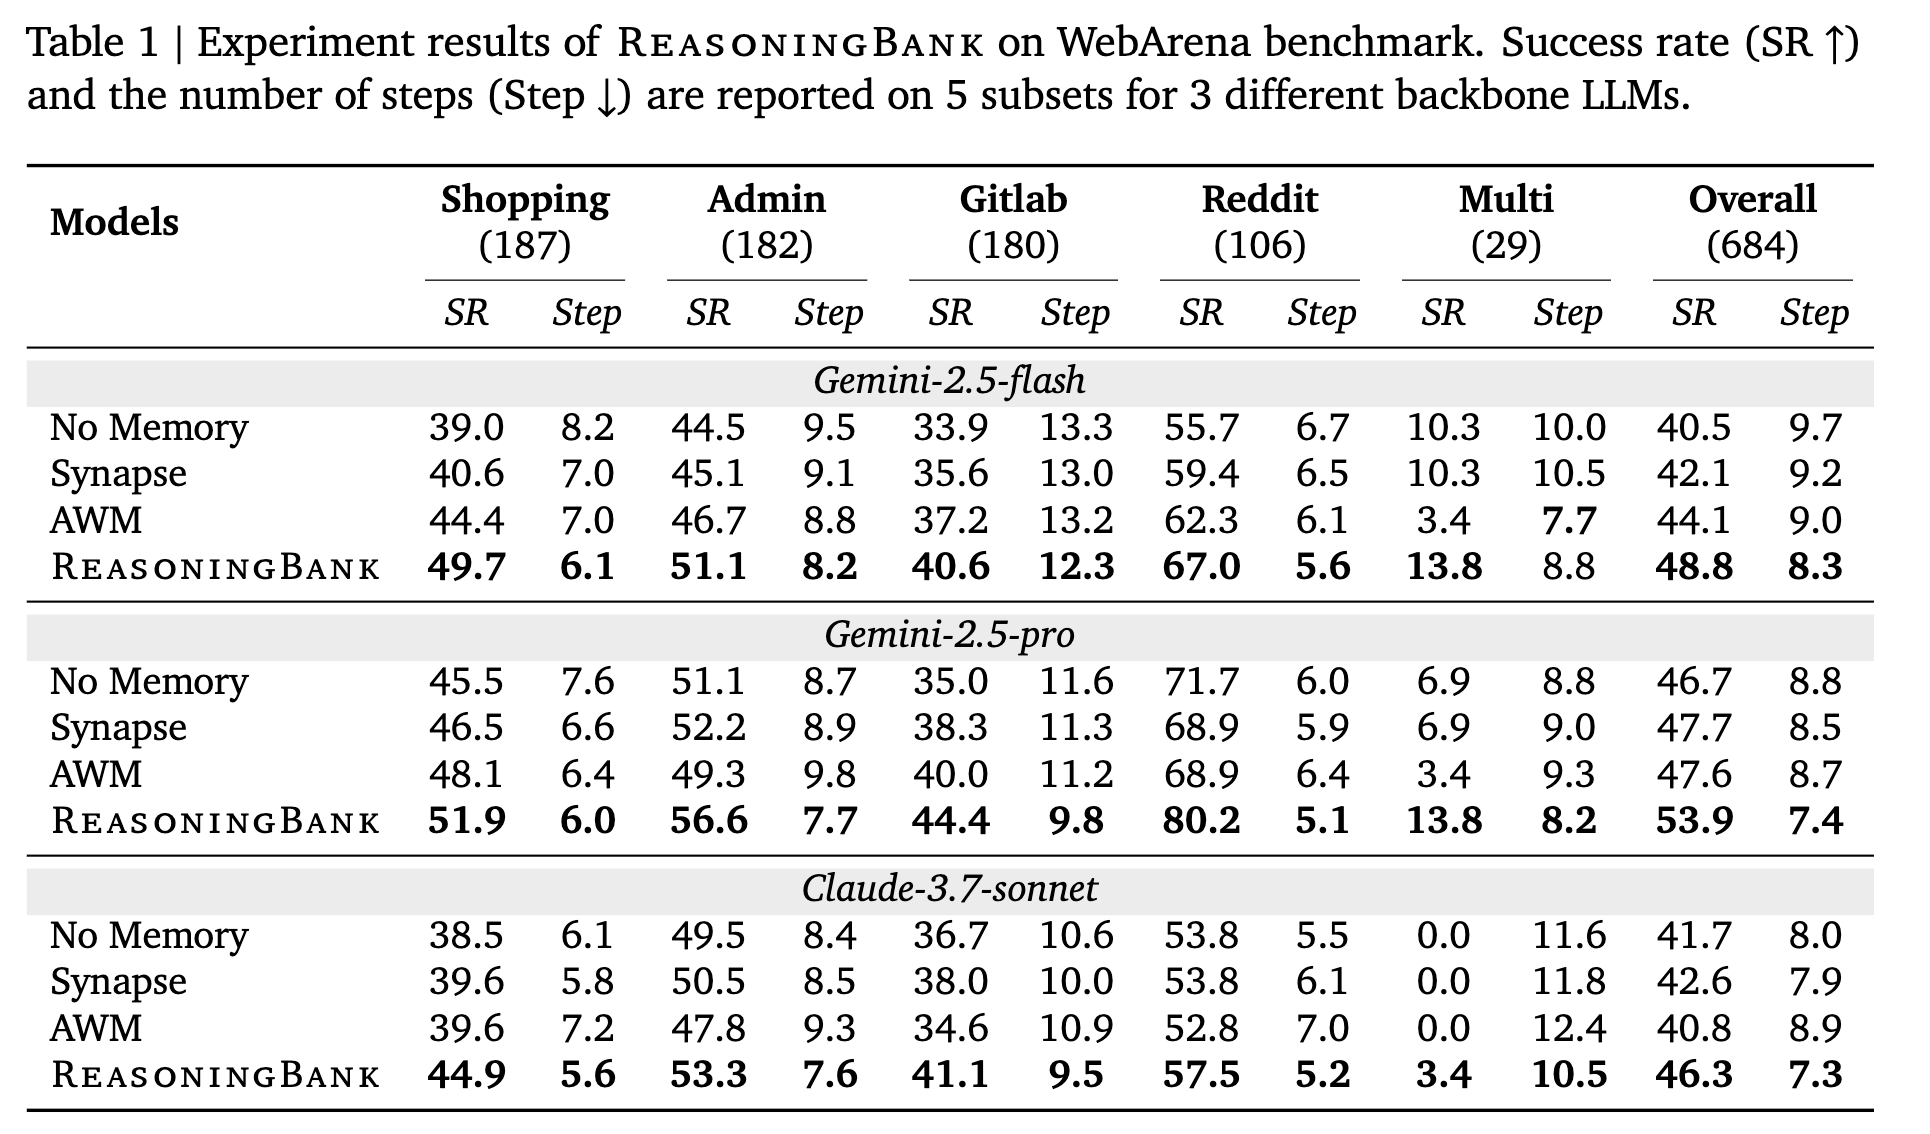 Table 1 | Experiment results of REASONINGBANK on WebArena benchmark. Success rate (SR ↑)
and the number of steps (Step ↓) are reported on 5 subsets for 3 different backbone LLMs.
Models Shopping Admin Gitlab Reddit Multi Overall
(187) (182) (180) (106) (29) (684)
SR Step SR Step SR Step SR Step SR Step SR Step
Gemini-2.5-flash
No Memory 39.0 8.2 44.5 9.5 33.9 13.3 55.7 6.7 10.3 10.0 40.5 9.7
Synapse 40.6 7.0 45.1 9.1 35.6 13.0 59.4 6.5 10.3 10.5 42.1 9.2
AWM 44.4 7.0 46.7 8.8 37.2 13.2 62.3 6.1 3.4 7.7 44.1 9.0
REASONINGBANK 49.7 6.1 51.1 8.2 40.6 12.3 67.0 5.6 13.8 8.8 48.8 8.3
Gemini-2.5-pro
No Memory 45.5 7.6 51.1 8.7 35.0 11.6 71.7 6.0 6.9 8.8 46.7 8.8
Synapse 46.5 6.6 52.2 8.9 38.3 11.3 68.9 5.9 6.9 9.0 47.7 8.5
AWM 48.1 6.4 49.3 9.8 40.0 11.2 68.9 6.4 3.4 9.3 47.6 8.7
REASONINGBANK 51.9 6.0 56.6 7.7 44.4 9.8 80.2 5.1 13.8 8.2 53.9 7.4
Claude-3.7-sonnet
No Memory 38.5 6.1 49.5 8.4 36.7 10.6 53.8 5.5 0.0 11.6 41.7 8.0
Synapse 39.6 5.8 50.5 8.5 38.0 10.0 53.8 6.1 0.0 11.8 42.6 7.9
AWM 39.6 7.2 47.8 9.3 34.6 10.9 52.8 7.0 0.0 12.4 40.8 8.9
REASONINGBANK 44.9 5.6 53.3 7.6 41.1 9.5 57.5 5.2 3.4 10.5 46.3 7.3